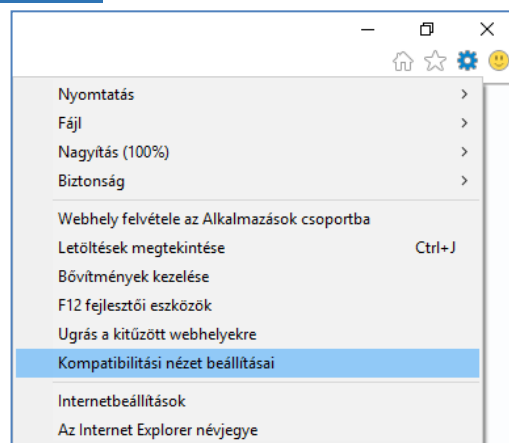 Nyomtatás
Fájl
Nagyítás (100%)
Biztonság
Webhely felvétele az Alkalmazások csoportba
Letöltések megtekintése Ctrl+J
Bővítmények kezelése
F12 fejlesztői eszközök
Ugrás a kitűzött webhelyekre
Kompatibilitási nézet beállításai
Internetbeállítások
Az Internet Explorer névjegye